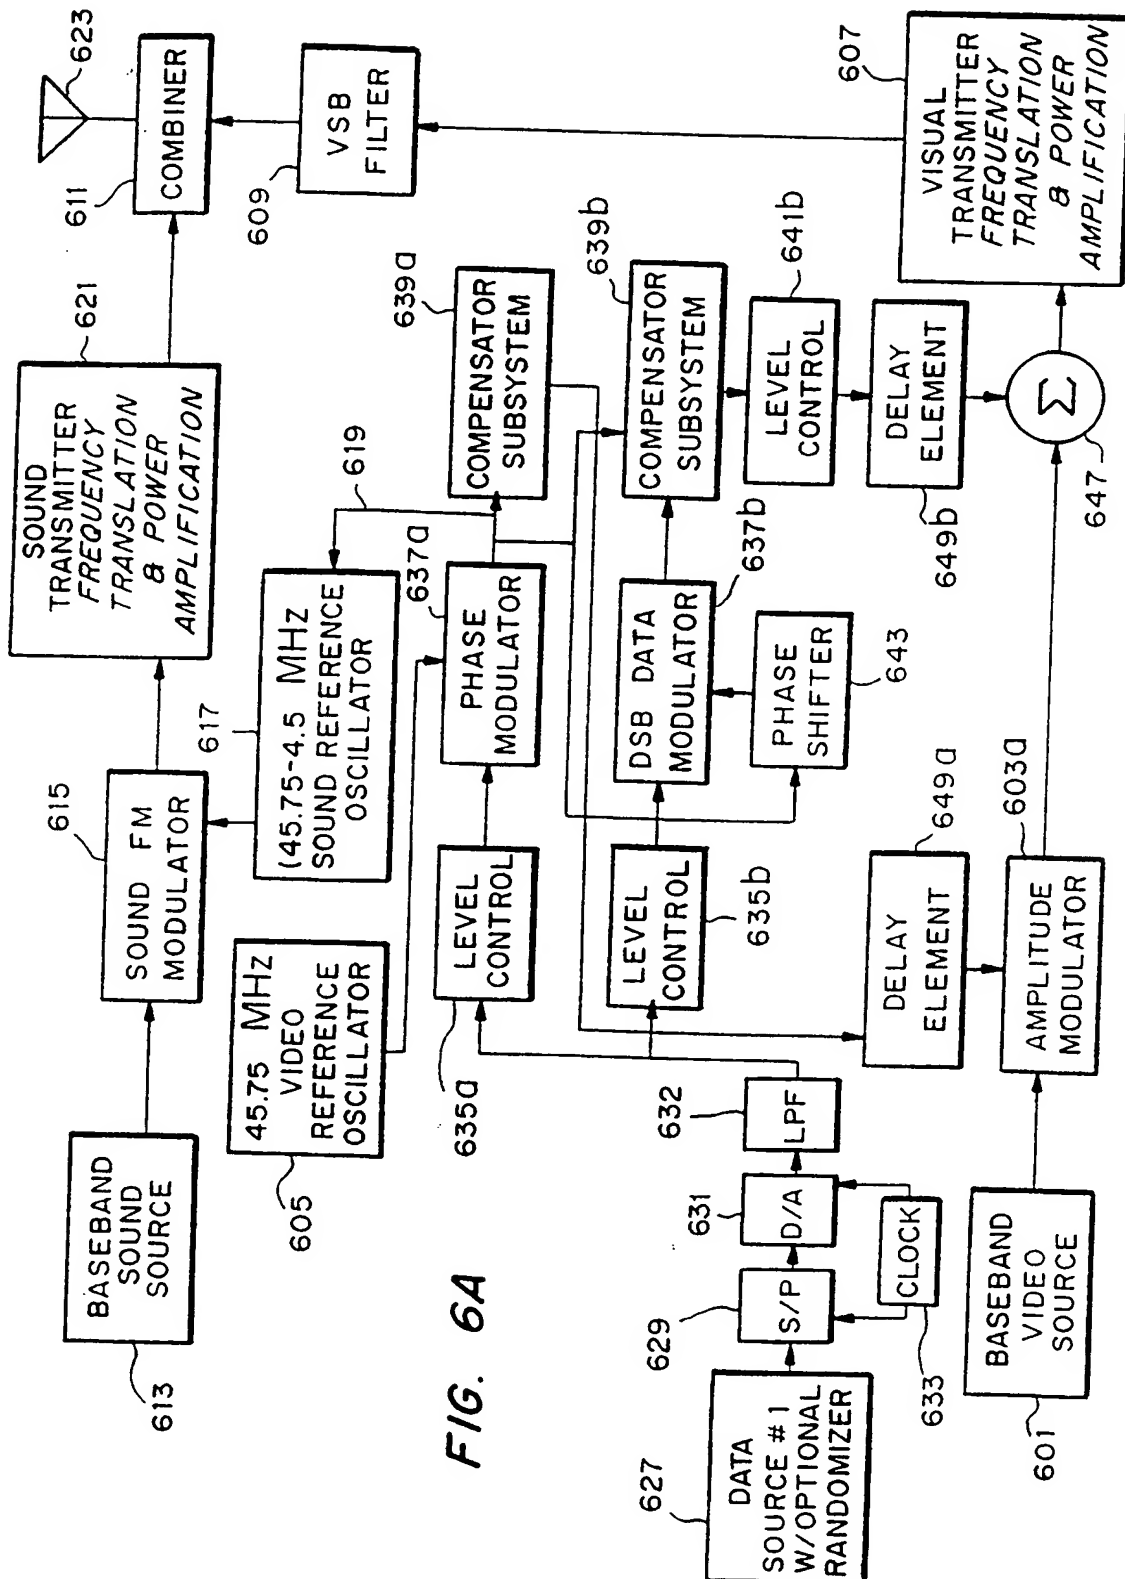 BASEBAND
SOUND
SOURCE
613
SOUND FM
MODULATOR
615
SOUND
TRANSMITTER
FREQUENCY
TRANSLATION
& POWER
AMPLIFICATION
621
COMBINER
611
623
VSB
FILTER
609
45.75 MHz
VIDEO
REFERENCE
OSCILLATOR
605
(45.75-4.5 MHz
SOUND REFERENCE
OSCILLATOR
617
619
LEVEL
CONTROL
635a
PHASE
MODULATOR
637a
COMPENSATOR
SUBSYSTEM
639a
FIG. 6A
DATA
SOURCE #1
W/OPTIONAL
RANDOMIZER
627
S/P
629
D/A
631
LPF
632
CLOCK
633
LEVEL
CONTROL
635b
DSB DATA
MODULATOR
637b
PHASE
SHIFTER
643
COMPENSATOR
SUBSYSTEM
639b
LEVEL
CONTROL
641b
DELAY
ELEMENT
649b
BASEBAND
VIDEO
SOURCE
601
DELAY
ELEMENT
649a
AMPLITUDE
MODULATOR
603a
Σ
647
VISUAL
TRANSMITTER
FREQUENCY
TRANSLATION
& POWER
AMPLIFICATION
607